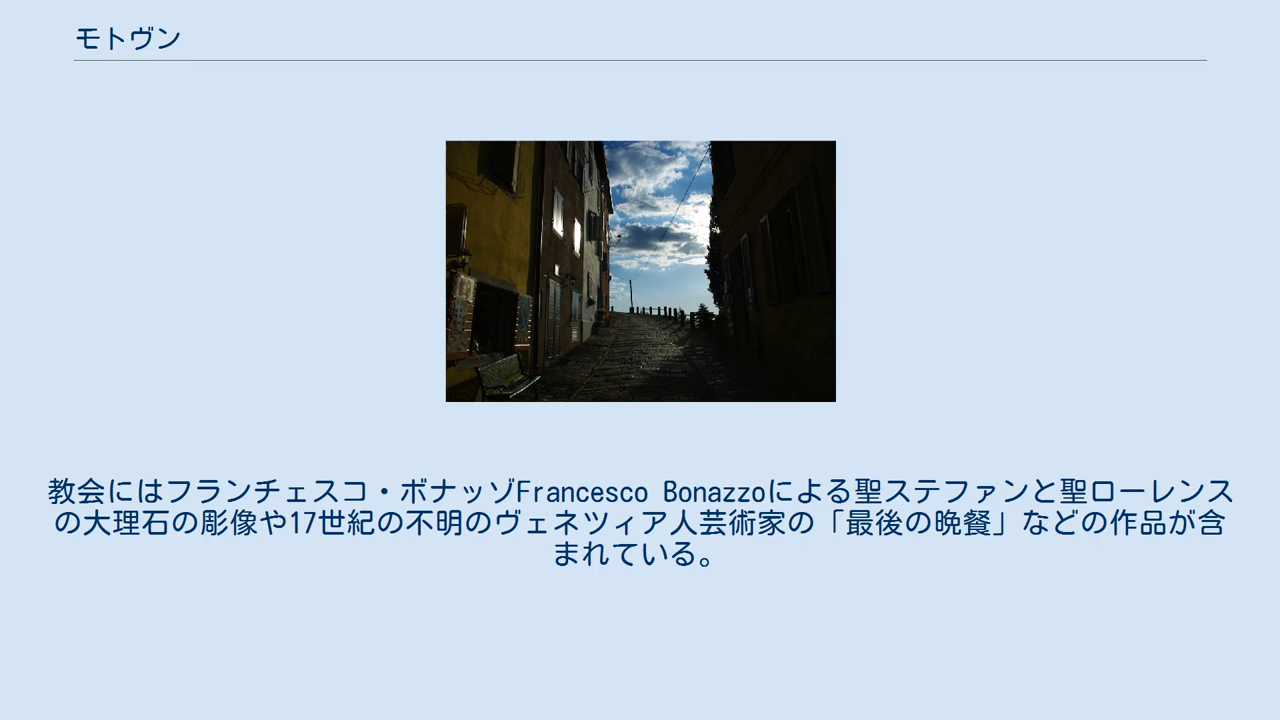 モトヴン
教会にはフランチェスコ・ボナッゾFrancesco Bonazzoによる聖ステファンと聖ローレンス
の大理石の彫像や17世紀の不明のヴェネツィア人芸術家の「最後の晩餐」などの作品が含
まれている。